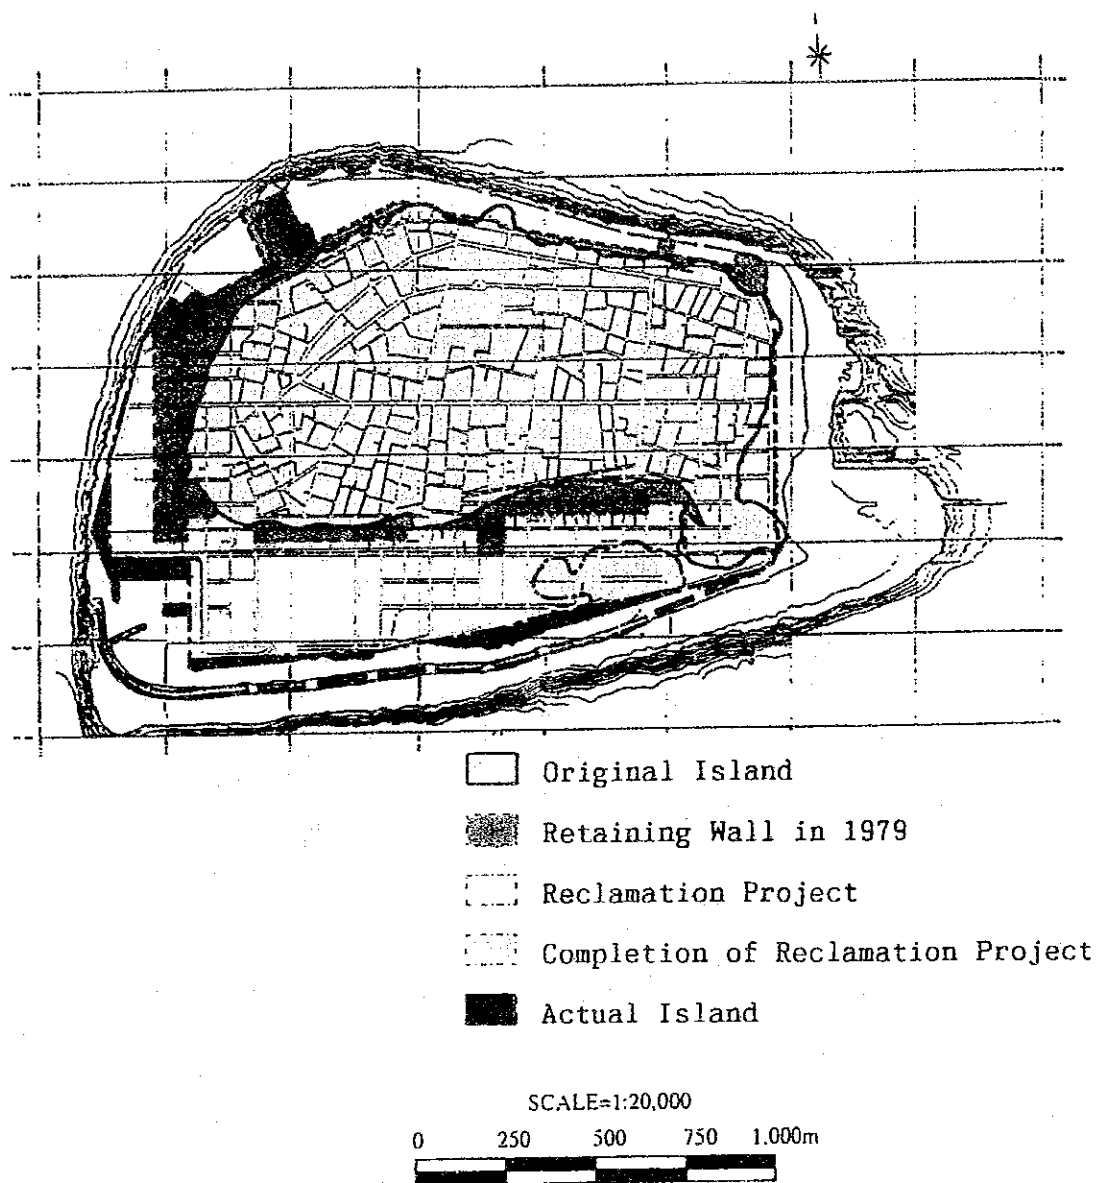 Original Island
Retaining Wall in 1979
Reclamation Project
Completion of Reclamation Project
Actual Island
SCALE=1:20,000
0 250 500 750 1.000m